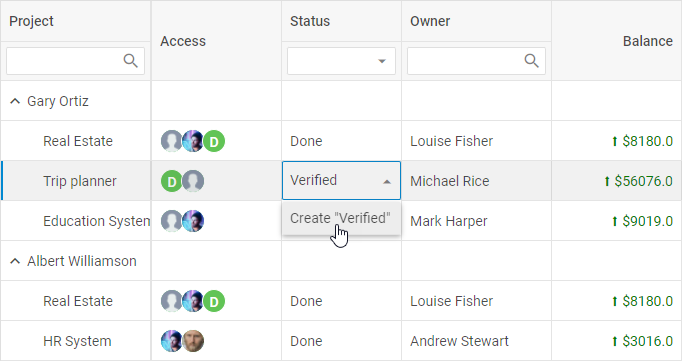 Project Access Status Owner Balance
Gary Ortiz
Real Estate D Done Louise Fisher $8180.0
Trip planner D Verified Michael Rice $56076.0
Education System Create "Verified" Mark Harper $9019.0
Albert Williamson
Real Estate D Done Louise Fisher $8180.0
HR System Done Andrew Stewart $3016.0